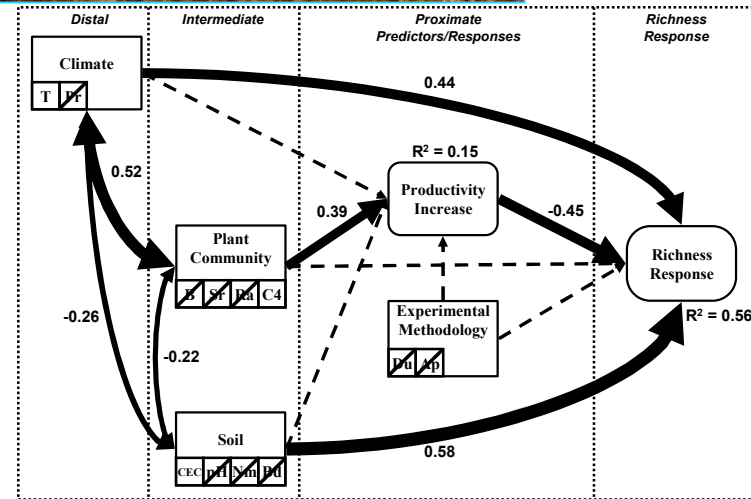 Distal
Intermediate
Proximate
Predictors/Responses
Richness
Response
Climate
T Pr
0.44
R² = 0.15
Productivity
Increase
0.52
0.39
-0.45
Plant
Community
B Sr Ra C4
Richness
Response
R² = 0.56
Experimental
Methodology
Du Ap
-0.26
-0.22
Soil
CEC pH Nm Bd
0.58